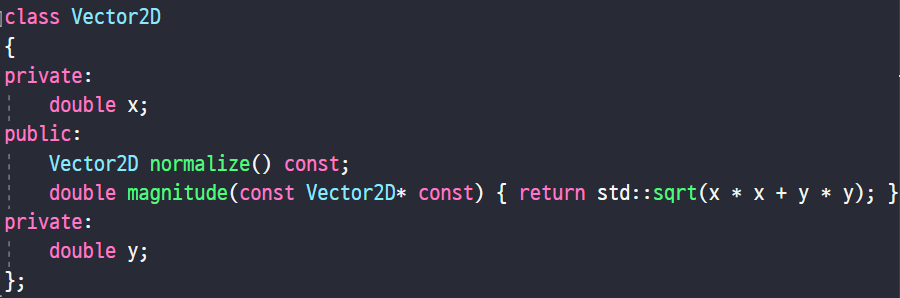 class Vector2D
{
private:
    double x;
public:
    Vector2D normalize() const;
    double magnitude(const Vector2D* const) { return std::sqrt(x * x + y * y); }
private:
    double y;
};